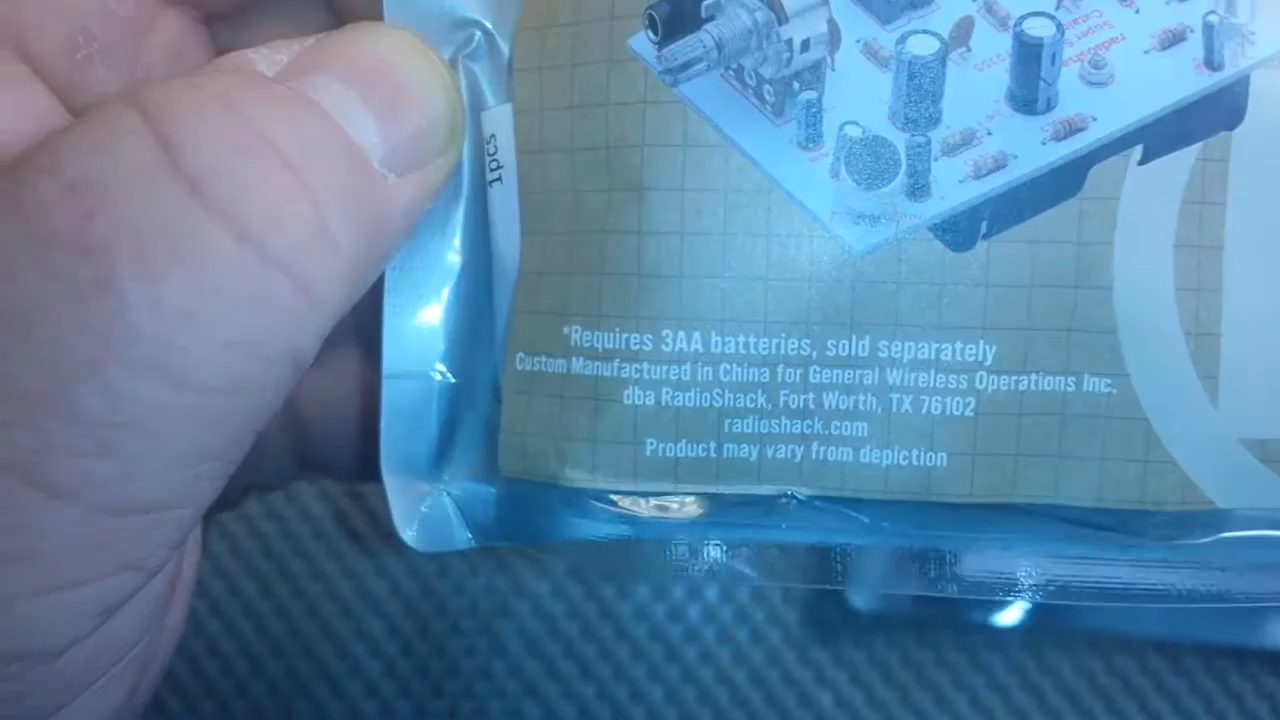 1pcs
*Requires 3AA batteries, sold separately
Custom Manufactured in China for General Wireless Operations Inc.
dba RadioShack, Fort Worth, TX 76102
radioshack.com
Product may vary from depiction